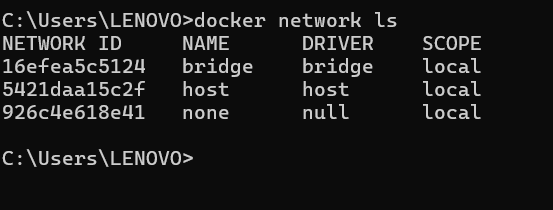 C:\Users\LENOVO>docker network ls
NETWORK ID     NAME      DRIVER    SCOPE
16efea5c5124   bridge    bridge    local
5421daa15c2f   host      host      local
926c4e618e41   none      null      local
C:\Users\LENOVO>